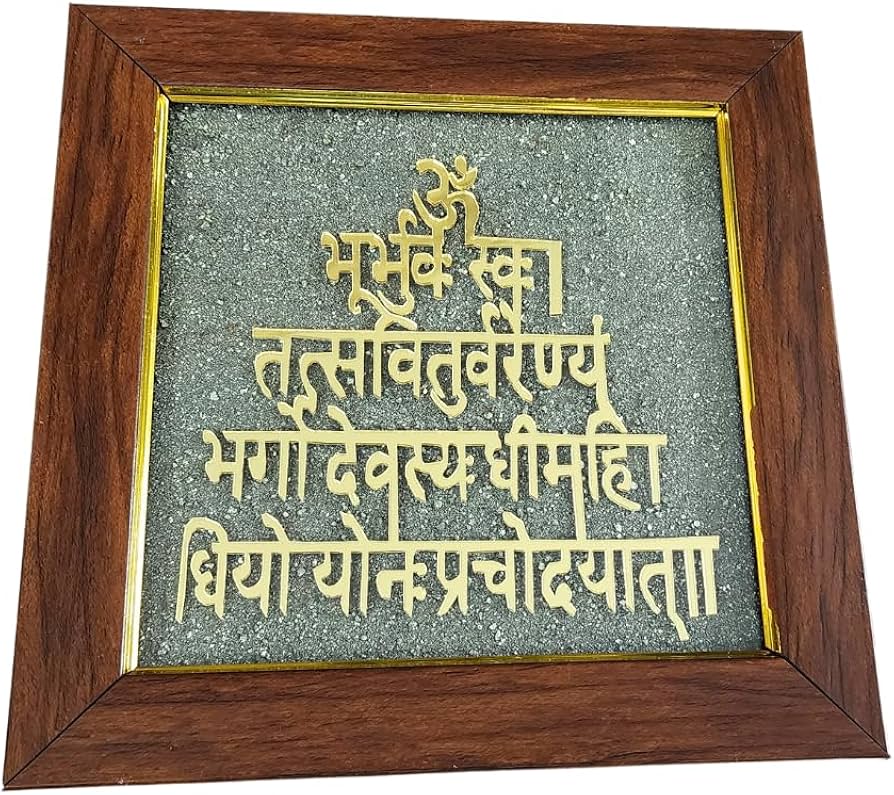 ॐ
भूर्भुवः स्वः।
तत्सवितुर्वरेण्यं
भर्गो देवस्यः धीमहि।
धियो योनः प्रचोदयात्॥